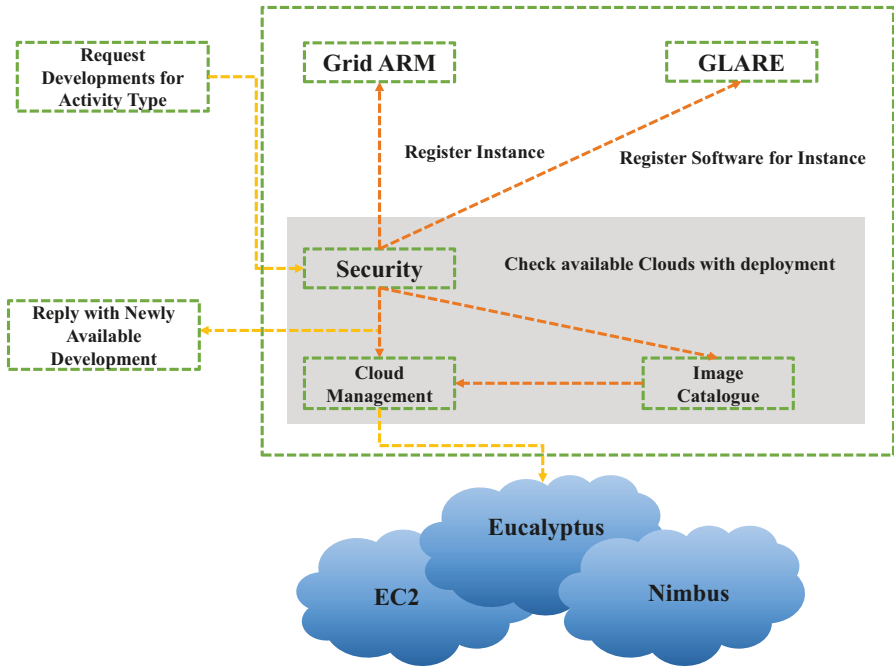 Request
Developments for
Activity Type
Grid ARM
GLARE
Register Instance
Register Software for Instance
Security
Check available Clouds with deployment
Reply with Newly
Available
Development
Cloud
Management
Image
Catalogue
Eucalyptus
EC2
Nimbus